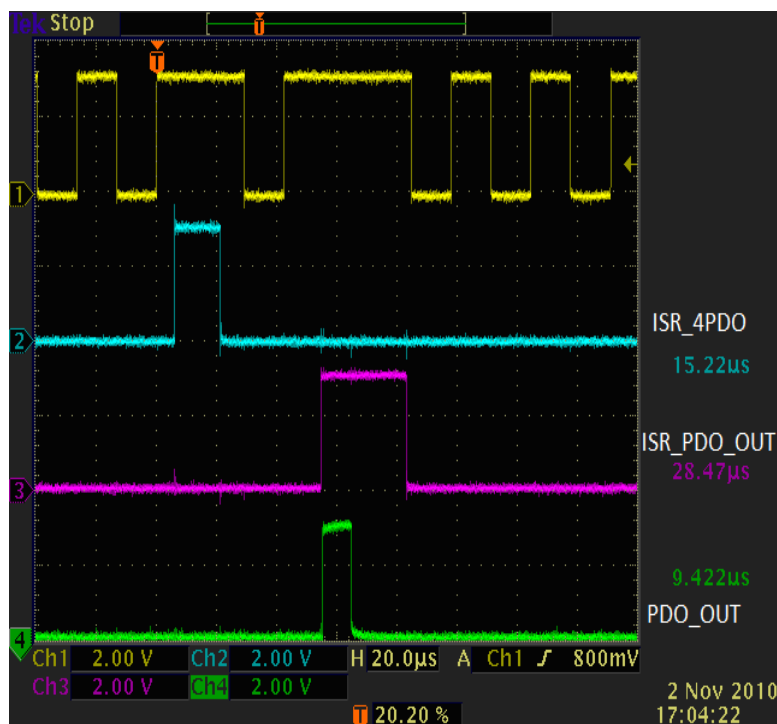 Tek Stop
T
T
1
2
ISR_4PDO
15.22µs
ISR_PDO_OUT
28.47µs
3
9.422µs
PDO_OUT
4
Ch1 2.00 V Ch2 2.00 V H 20.0µs A Ch1 800mV
Ch3 2.00 V Ch4 2.00 V
T 20.20 %
2 Nov 2010
17:04:22